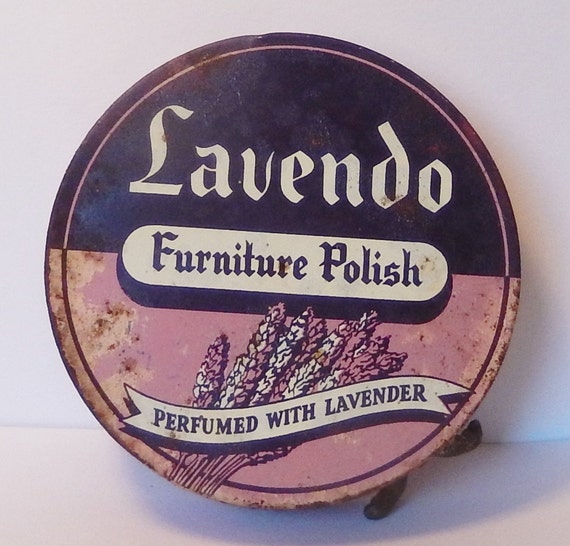 Lavendo
Furniture Polish
PERFUMED WITH LAVENDER